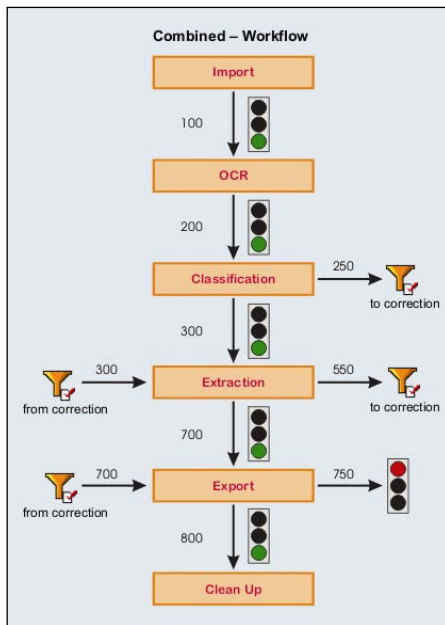 Combined – Workflow
Import
100
OCR
200
Classification
250
to correction
300
300
from correction
Extraction
550
to correction
700
700
from correction
Export
750
800
Clean Up